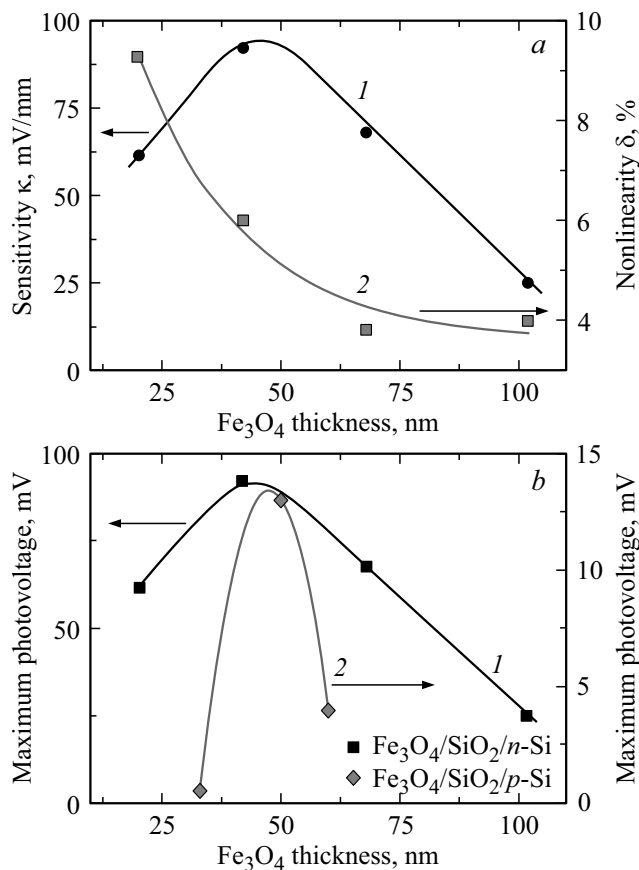 100
75
50
25
0
Sensitivity κ, mV/mm
a
1
2
10
8
6
4
Nonlinearity δ, %
25
50
75
100
Fe₃O₄ thickness, nm
100
50
0
Maximum photovoltage, mV
b
2
1
Fe₃O₄/SiO₂/n-Si
Fe₃O₄/SiO₂/p-Si
15
10
5
0
Maximum photovoltage, mV
25
50
75
100
Fe₃O₄ thickness, nm